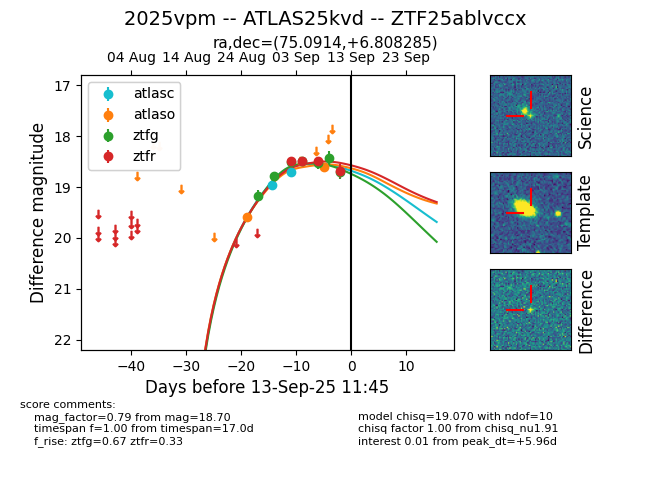 2025vpm -- ATLAS25kvd -- ZTF25ablvccx
ra,dec=(75.0914,+6.808285)
04 Aug 14 Aug 24 Aug 03 Sep 13 Sep 23 Sep
17
18
19
20
21
22
Difference magnitude
atlasc
atlaso
ztfg
ztfr
−40 −30 −20 −10 0 10
Days before 13-Sep-25 11:45
Science
Template
Difference
score comments:
mag_factor=0.79 from mag=18.70
timespan f=1.00 from timespan=17.0d
f_rise: ztfg=0.67 ztfr=0.33
model chisq=19.070 with ndof=10
chisq factor 1.00 from chisq_nu1.91
interest 0.01 from peak_dt=+5.96d